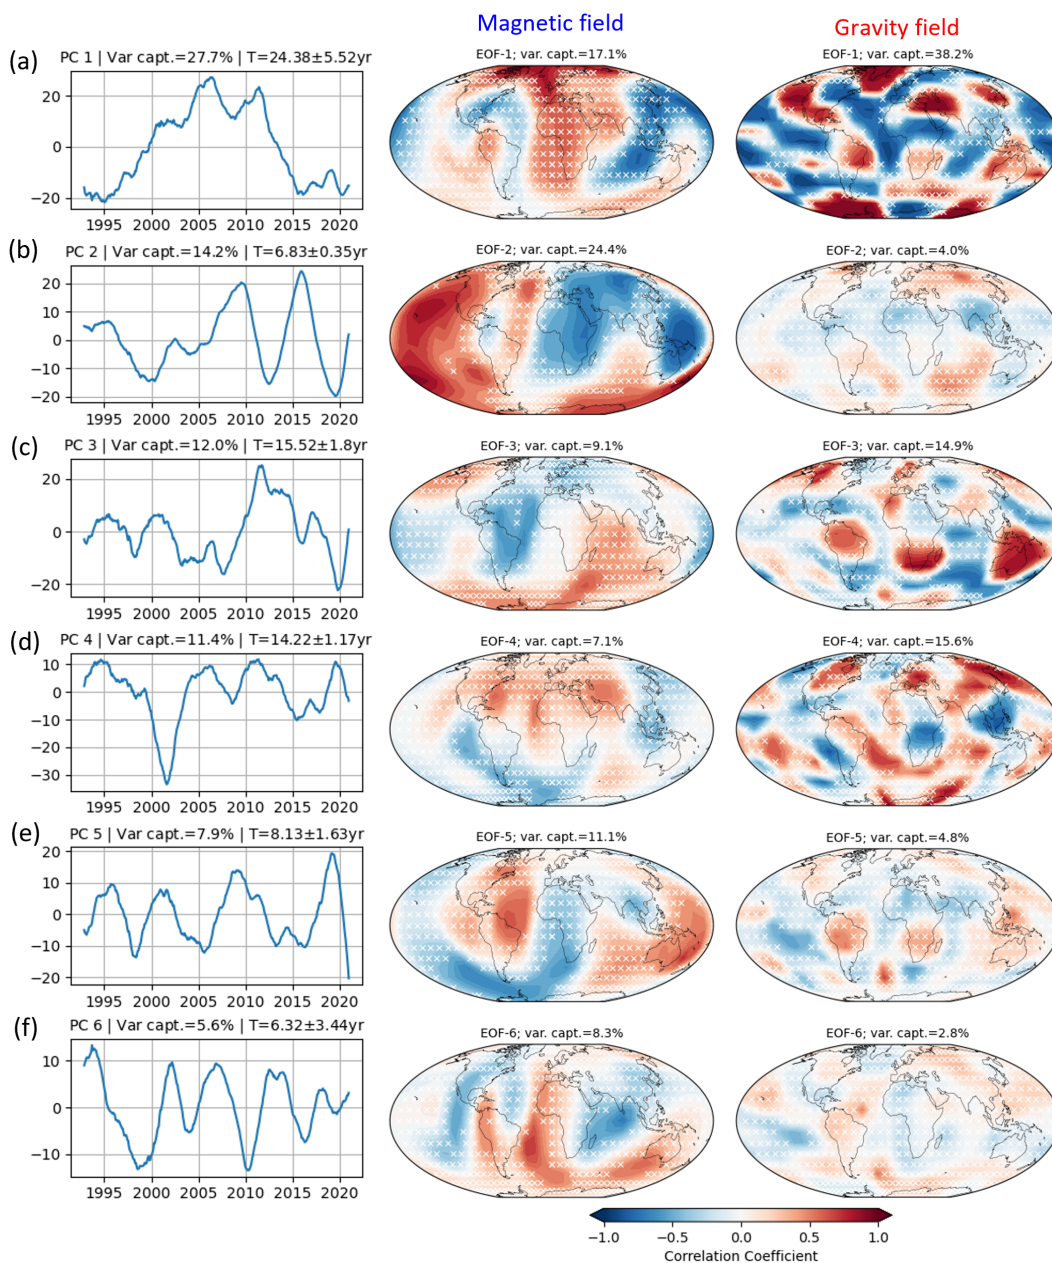 Magnetic field
Gravity field
(a)
PC 1 | Var capt.=27.7% | T=24.38±5.52yr
EOF-1; var. capt.=17.1%
EOF-1; var. capt.=38.2%
20
0
−20
1995 2000 2005 2010 2015 2020
(b)
PC 2 | Var capt.=14.2% | T=6.83±0.35yr
EOF-2; var. capt.=24.4%
EOF-2; var. capt.=4.0%
20
10
0
−10
−20
1995 2000 2005 2010 2015 2020
(c)
PC 3 | Var capt.=12.0% | T=15.52±1.8yr
EOF-3; var. capt.=9.1%
EOF-3; var. capt.=14.9%
20
0
−20
1995 2000 2005 2010 2015 2020
(d)
PC 4 | Var capt.=11.4% | T=14.22±1.17yr
EOF-4; var. capt.=7.1%
EOF-4; var. capt.=15.6%
10
0
−10
−20
−30
1995 2000 2005 2010 2015 2020
(e)
PC 5 | Var capt.=7.9% | T=8.13±1.63yr
EOF-5; var. capt.=11.1%
EOF-5; var. capt.=4.8%
20
10
0
−10
−20
1995 2000 2005 2010 2015 2020
(f)
PC 6 | Var capt.=5.6% | T=6.32±3.44yr
EOF-6; var. capt.=8.3%
EOF-6; var. capt.=2.8%
10
0
−10
1995 2000 2005 2010 2015 2020
−1.0 −0.5 0.0 0.5 1.0
Correlation Coefficient